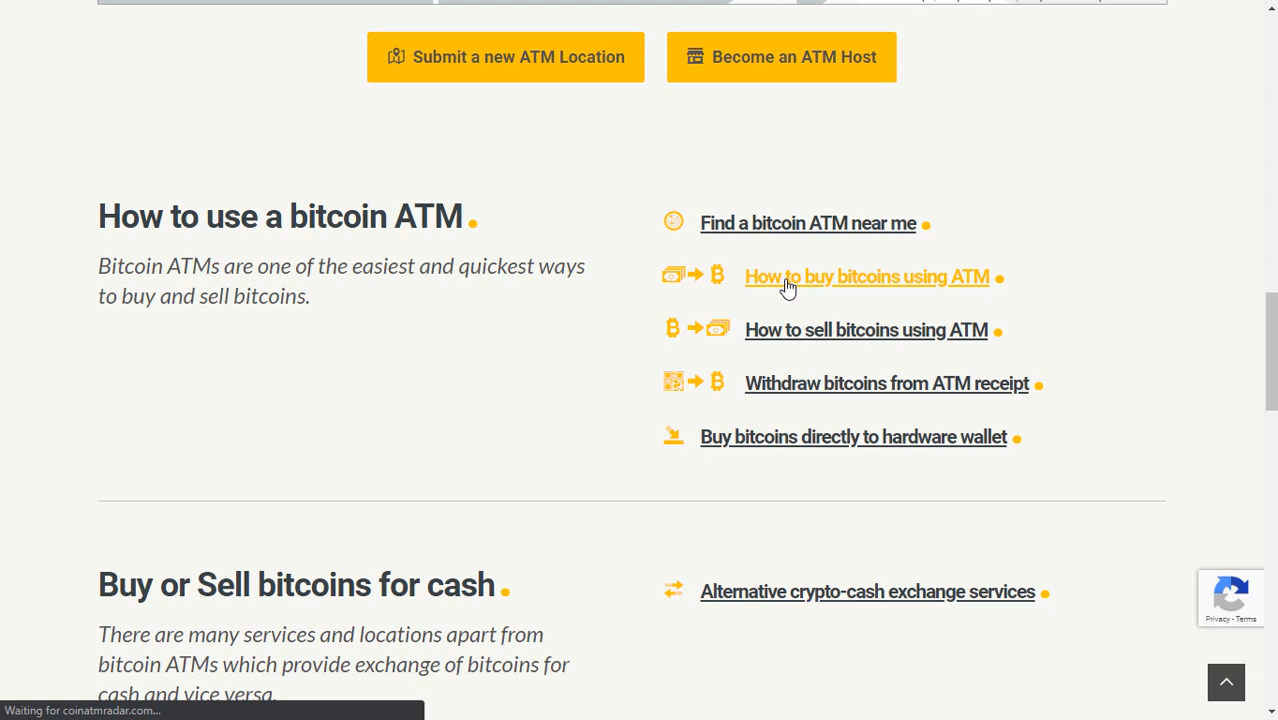 Submit a new ATM Location
Become an ATM Host
How to use a bitcoin ATM
Bitcoin ATMs are one of the easiest and quickest ways
to buy and sell bitcoins.
Find a bitcoin ATM near me
How to buy bitcoins using ATM
How to sell bitcoins using ATM
Withdraw bitcoins from ATM receipt
Buy bitcoins directly to hardware wallet
Buy or Sell bitcoins for cash
There are many services and locations apart from
bitcoin ATMs which provide exchange of bitcoins for
cash and vice versa.
Alternative crypto-cash exchange services
Privacy - Terms
Waiting for coinatmradar.com...